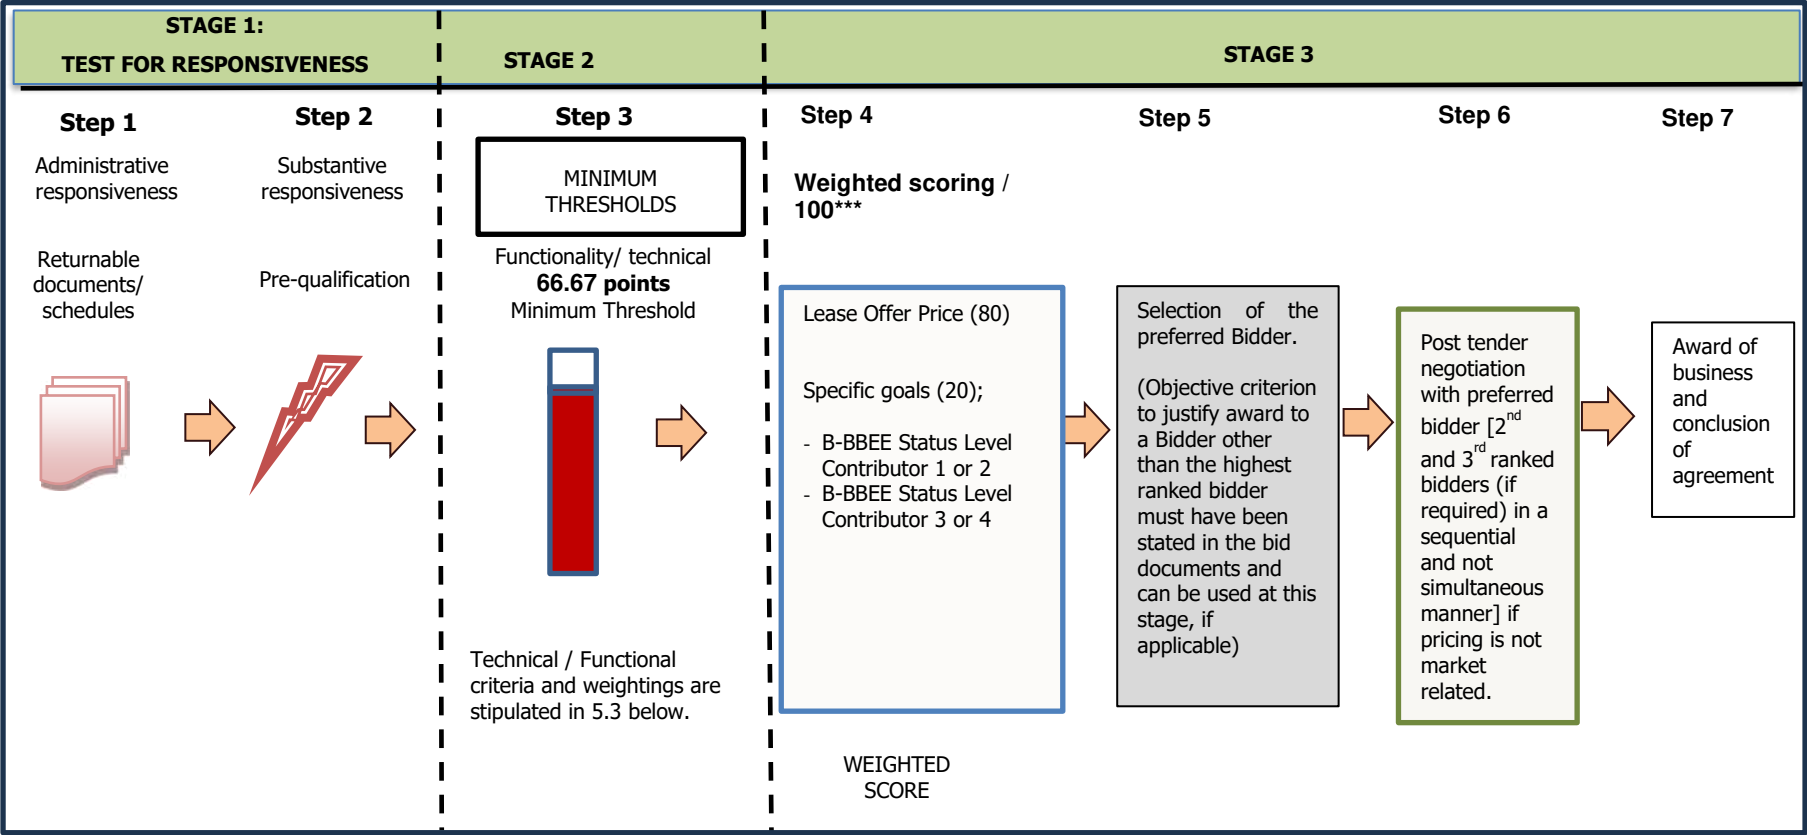 STAGE 1:
TEST FOR RESPONSIVENESS
STAGE 2
STAGE 3
Step 1
Administrative
responsiveness
Returnable
documents/
schedules
Step 2
Substantive
responsiveness
Pre-qualification
Step 3
MINIMUM
THRESHOLDS
Functionality/ technical
66.67 points
Minimum Threshold
Technical / Functional
criteria and weightings are
stipulated in 5.3 below.
Step 4
Weighted scoring /
100***
Lease Offer Price (80)
Specific goals (20);
- B-BBEE Status Level
Contributor 1 or 2
- B-BBEE Status Level
Contributor 3 or 4
WEIGHTED
SCORE
Step 5
Selection of the
preferred Bidder.
(Objective criterion
to justify award to
a Bidder other
than the highest
ranked bidder
must have been
stated in the bid
documents and
can be used at this
stage, if
applicable)
Step 6
Post tender
negotiation
with preferred
bidder [2nd
and 3rd ranked
bidders (if
required) in a
sequential
and not
simultaneous
manner] if
pricing is not
market
related.
Step 7
Award of
business
and
conclusion
of
agreement